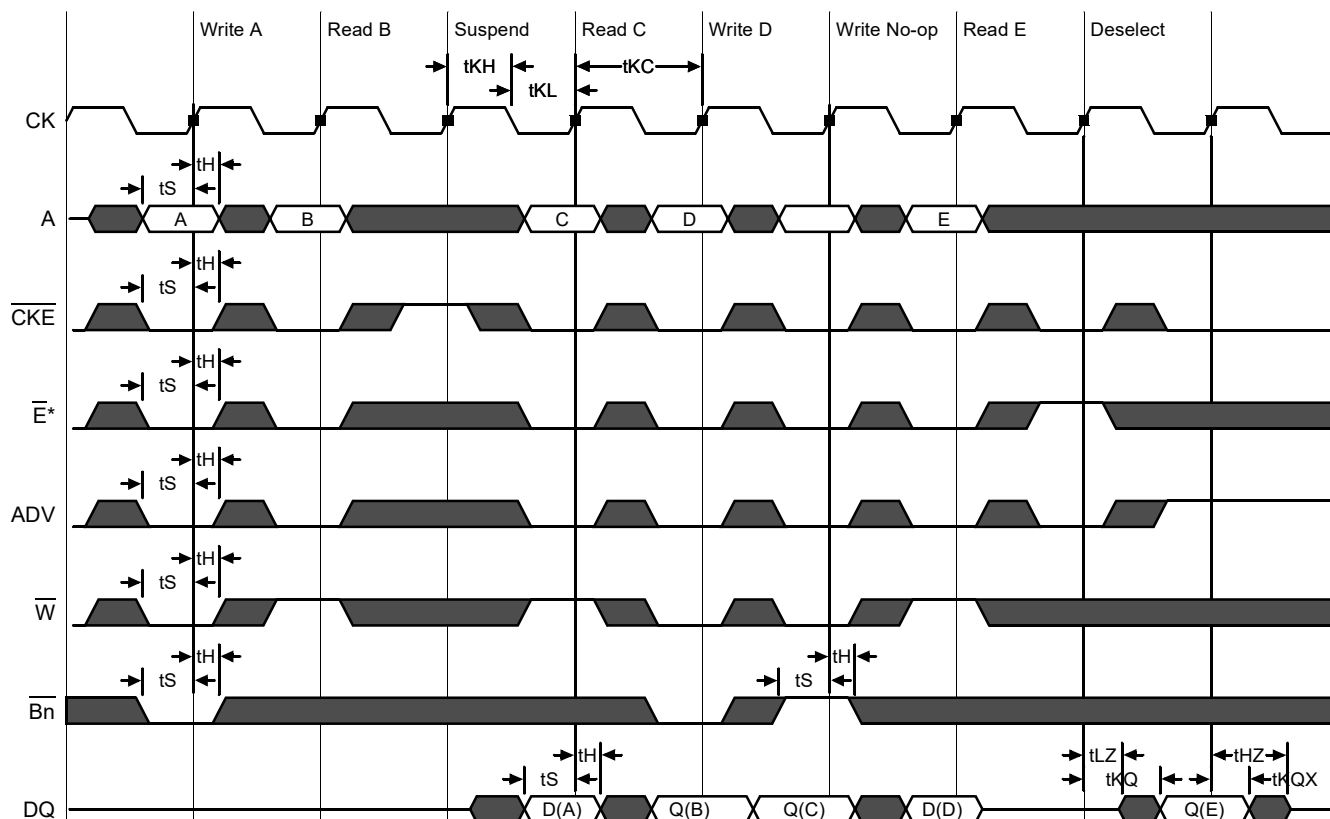 Write A Read B Suspend Read C Write D Write No-op Read E Deselect
tKH tKC
tKL
CK
tH
tS
A A B C D E
tH
tS
CKE
tH
tS
E*
tH
tS
ADV
tH
tS
W
tH tH
tS tS
Bn
tH tLZ tHZ
tS tKQ tKQX
DQ D(A) Q(B) Q(C) D(D) Q(E)